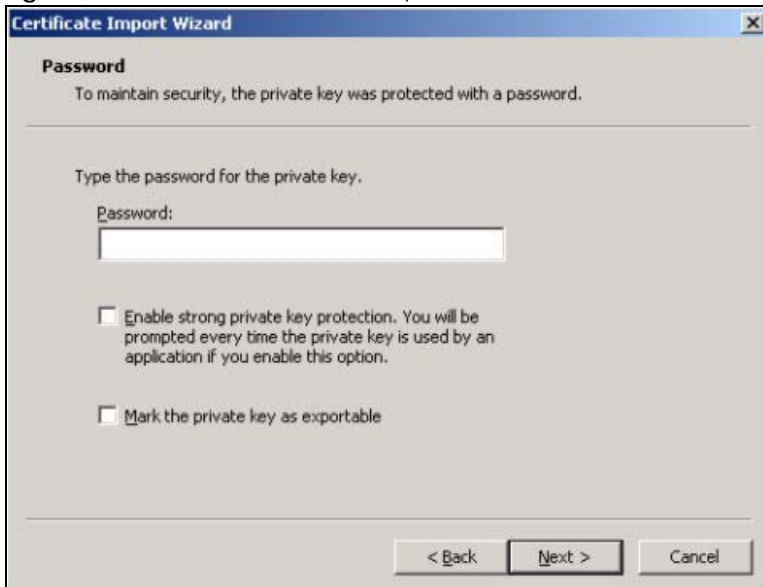 Certificate Import Wizard
Password
To maintain security, the private key was protected with a password.
Type the password for the private key.
Password:
Enable strong private key protection. You will
prompted every time the private key is used by an
application if you enable this option.
Mark the private key as exportable
< Back Next > Cancel